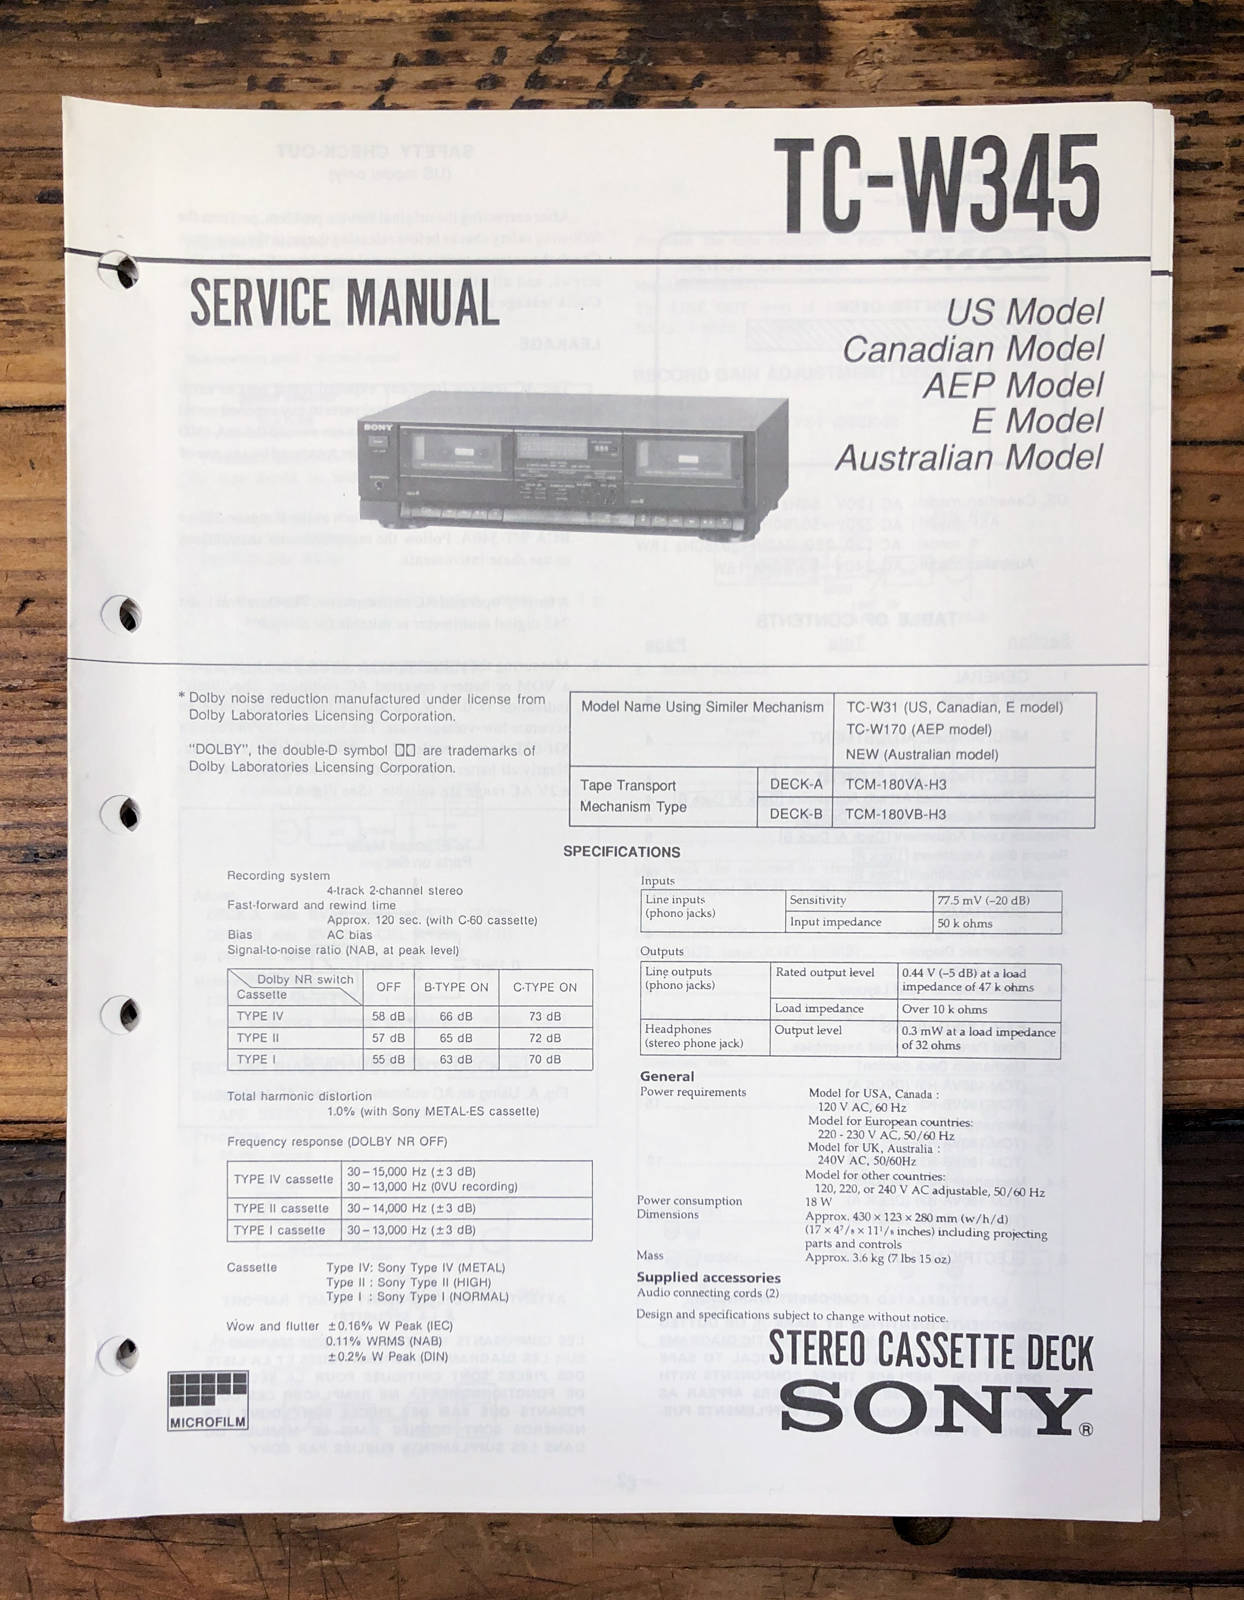 TC-W345
SERVICE MANUAL
US Model
Canadian Model
AEP Model
E Model
Australian Model
SONY
* Dolby noise reduction manufactured under license from
Dolby Laboratories Licensing Corporation.
"DOLBY", the double-D symbol are trademarks of
Dolby Laboratories Licensing Corporation.
Model Name Using Similer Mechanism
TC-W31 (US, Canadian, E model)
TC-W170 (AEP model)
NEW (Australian model)
Tape Transport
Mechanism Type
DECK-A TCM-180VA-H3
DECK-B TCM-180VB-H3
SPECIFICATIONS
Recording system
4-track 2-channel stereo
Fast-forward and rewind time
Approx. 120 sec. (with C-60 cassette)
Bias AC bias
Signal-to-noise ratio (NAB, at peak level)
Dolby NR switch
Cassette
OFF B-TYPE ON C-TYPE ON
TYPE IV 58 dB 66 dB 73 dB
TYPE II 57 dB 65 dB 72 dB
TYPE I 55 dB 63 dB 70 dB
Total harmonic distortion
1.0% (with Sony METAL-ES cassette)
Frequency response (DOLBY NR OFF)
TYPE IV cassette
30–15,000 Hz (±3 dB)
30–13,000 Hz (0VU recording)
TYPE II cassette 30–14,000 Hz (±3 dB)
TYPE I cassette 30–13,000 Hz (±3 dB)
Cassette Type IV: Sony Type IV (METAL)
Type II : Sony Type II (HIGH)
Type I : Sony Type I (NORMAL)
Wow and flutter ±0.16% W Peak (IEC)
0.11% WRMS (NAB)
±0.2% W Peak (DIN)
MICROFILM
Inputs
Line inputs
(phono jacks)
Sensitivity 77.5 mV (–20 dB)
Input impedance 50 k ohms
Outputs
Line outputs
(phono jacks)
Rated output level
0.44 V (–5 dB) at a load
impedance of 47 k ohms
Load impedance Over 10 k ohms
Headphones
(stereo phone jack)
Output level
0.3 mW at a load impedance
of 32 ohms
General
Power requirements Model for USA, Canada :
120 V AC, 60 Hz
Model for European countries:
220 - 230 V AC, 50/60 Hz
Model for UK, Australia :
240V AC, 50/60Hz
Model for other countries:
120, 220, or 240 V AC adjustable, 50/60 Hz
Power consumption 18 W
Dimensions Approx. 430 × 123 × 280 mm (w/h/d)
(17 × 4 7/8 × 11 1/8 inches) including projecting
parts and controls
Mass Approx. 3.6 kg (7 lbs 15 oz)
Supplied accessories
Audio connecting cords (2)
Design and specifications subject to change without notice.
STEREO CASSETTE DECK
SONY®